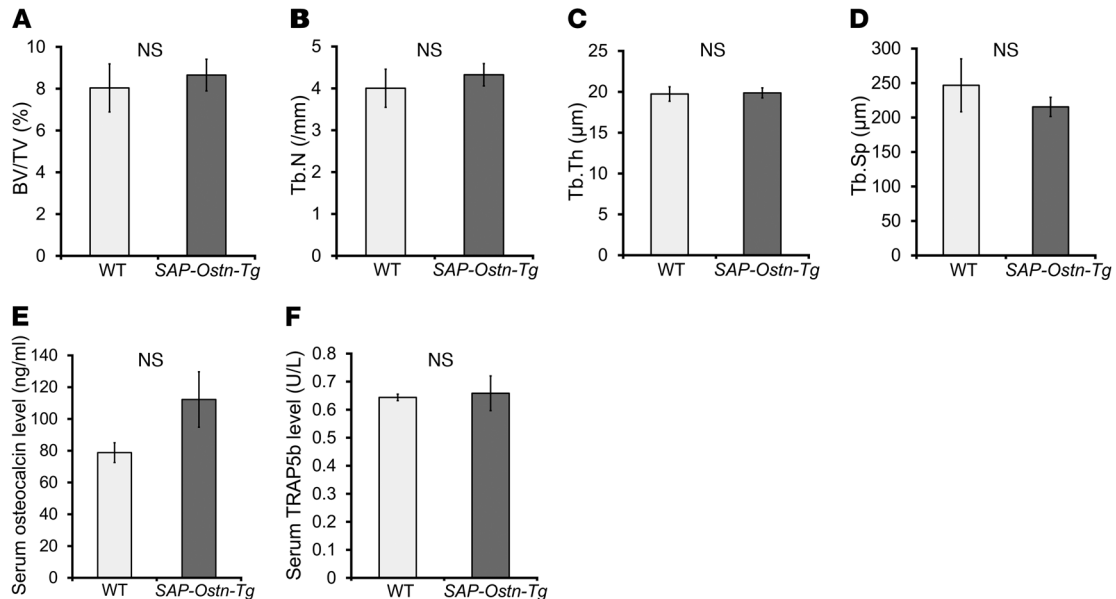 A
BV/TV (%)
10
8
6
4
2
0
NS
WT
SAP-Ostn-Tg
B
Tb.N (/mm)
5
4
3
2
1
0
NS
WT
SAP-Ostn-Tg
C
Tb.Th (μm)
25
20
15
10
5
0
NS
WT
SAP-Ostn-Tg
D
Tb.Sp (μm)
300
250
200
150
100
50
0
NS
WT
SAP-Ostn-Tg
E
Serum osteocalcin level (ng/ml)
140
120
100
80
60
40
20
0
NS
WT
SAP-Ostn-Tg
F
Serum TRAP5b level (U/L)
0.8
0.7
0.6
0.5
0.4
0.3
0.2
0.1
0
NS
WT
SAP-Ostn-Tg